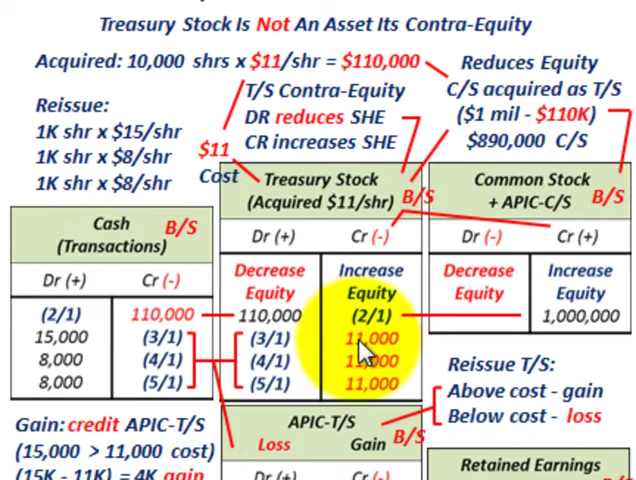 Treasury Stock Is Not An Asset Its Contra-Equity
Acquired: 10,000 shrs x $11/shr = $110,000
Reduces Equity
C/S acquired as T/S
($1 mil - $110K)
$890,000 C/S
T/S Contra-Equity
DR reduces SHE
CR increases SHE
Reissue:
1K shr x $15/shr
1K shr x $8/shr
1K shr x $8/shr
$11
Cost
Cash B/S
(Transactions)
Dr (+) Cr (-)
(2/1) 110,000
15,000 (3/1)
8,000 (4/1)
8,000 (5/1)
Treasury Stock
(Acquired $11/shr) B/S
Dr (+) Cr (-)
Decrease Increase
Equity Equity
110,000 (2/1)
(3/1) 11,000
(4/1) 11,000
(5/1) 11,000
Common Stock
+ APIC-C/S B/S
Dr (-) Cr (+)
Decrease Increase
Equity Equity
1,000,000
Reissue T/S:
Above cost - gain
Below cost - loss
Gain: credit APIC-T/S
(15,000 > 11,000 cost)
(15K - 11K) = 4K gain
APIC-T/S
Loss Gain B/S
Dr (+) Cr (-)
Retained Earnings
B/S